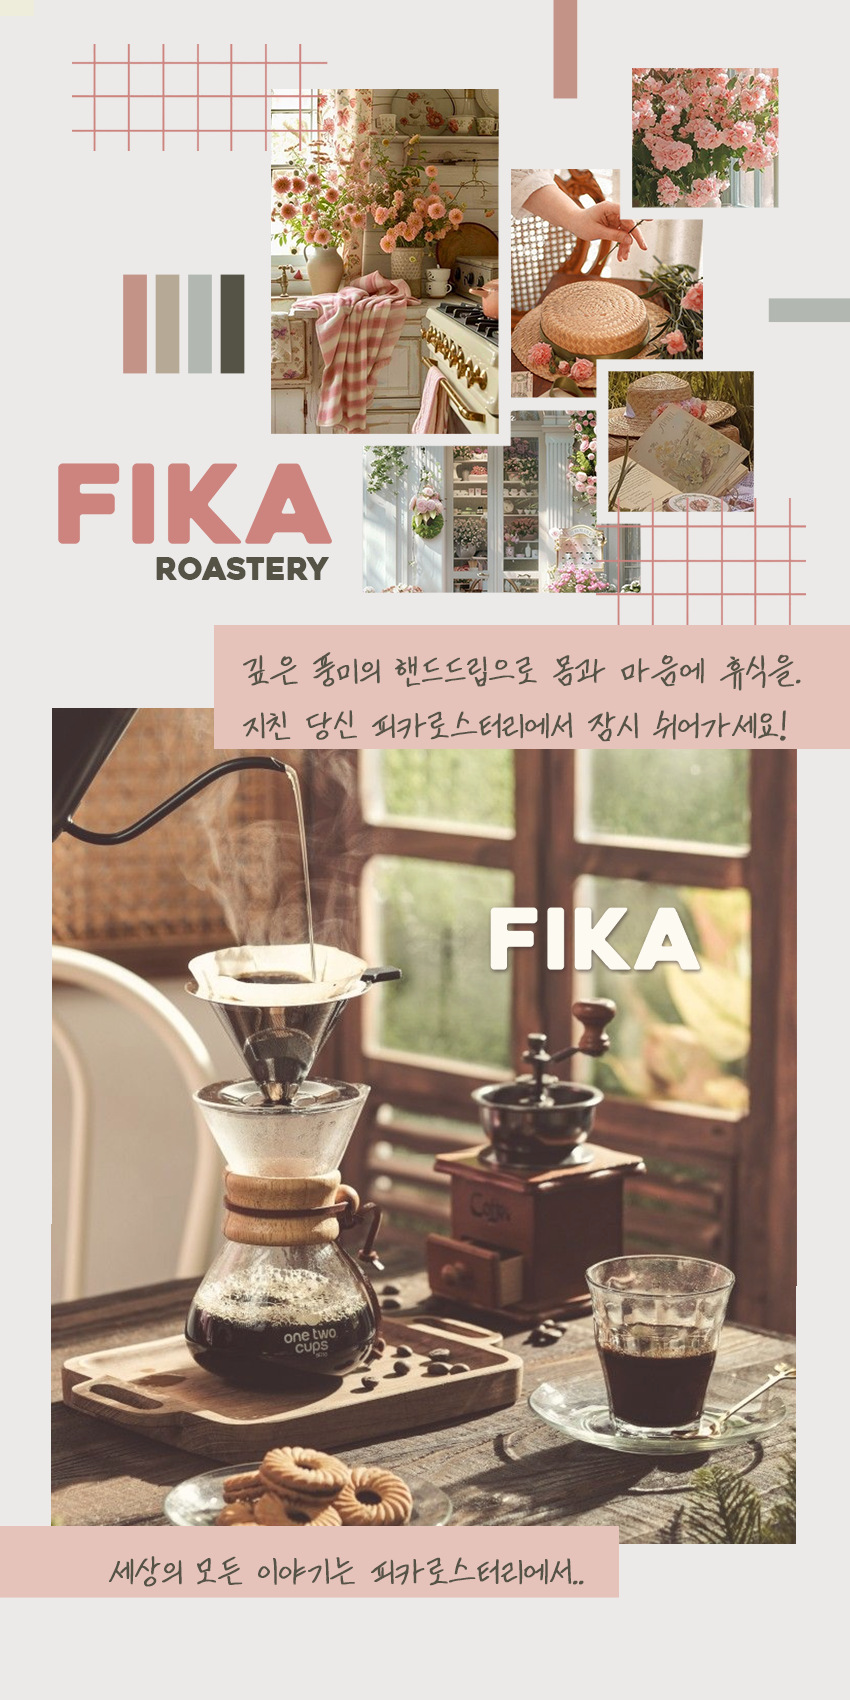 FIKA
ROASTERY
깊은 풍미의 핸드드립으로 몸과 마음에 휴식을.
지친 당신 피카로스터리에서 잠시 쉬어가세요!
FIKA
Coffee
one two
cups
세상의 모든 이야기는 피카로스터리에서..